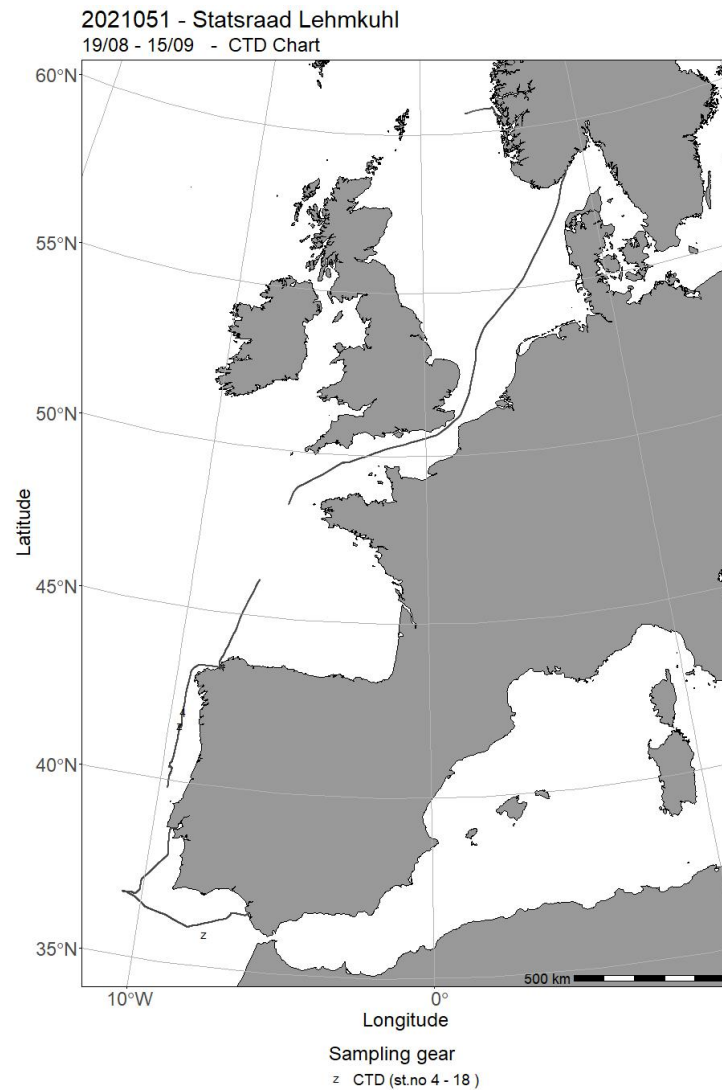 2021051 - Statsraad Lehmkuhl
19/08 - 15/09 - CTD Chart
60°N
55°N
50°N
45°N
40°N
35°N
Latitude
z
z
500 km
10°W
0°
Longitude
Sampling gear
z CTD (st.no 4 - 18 )